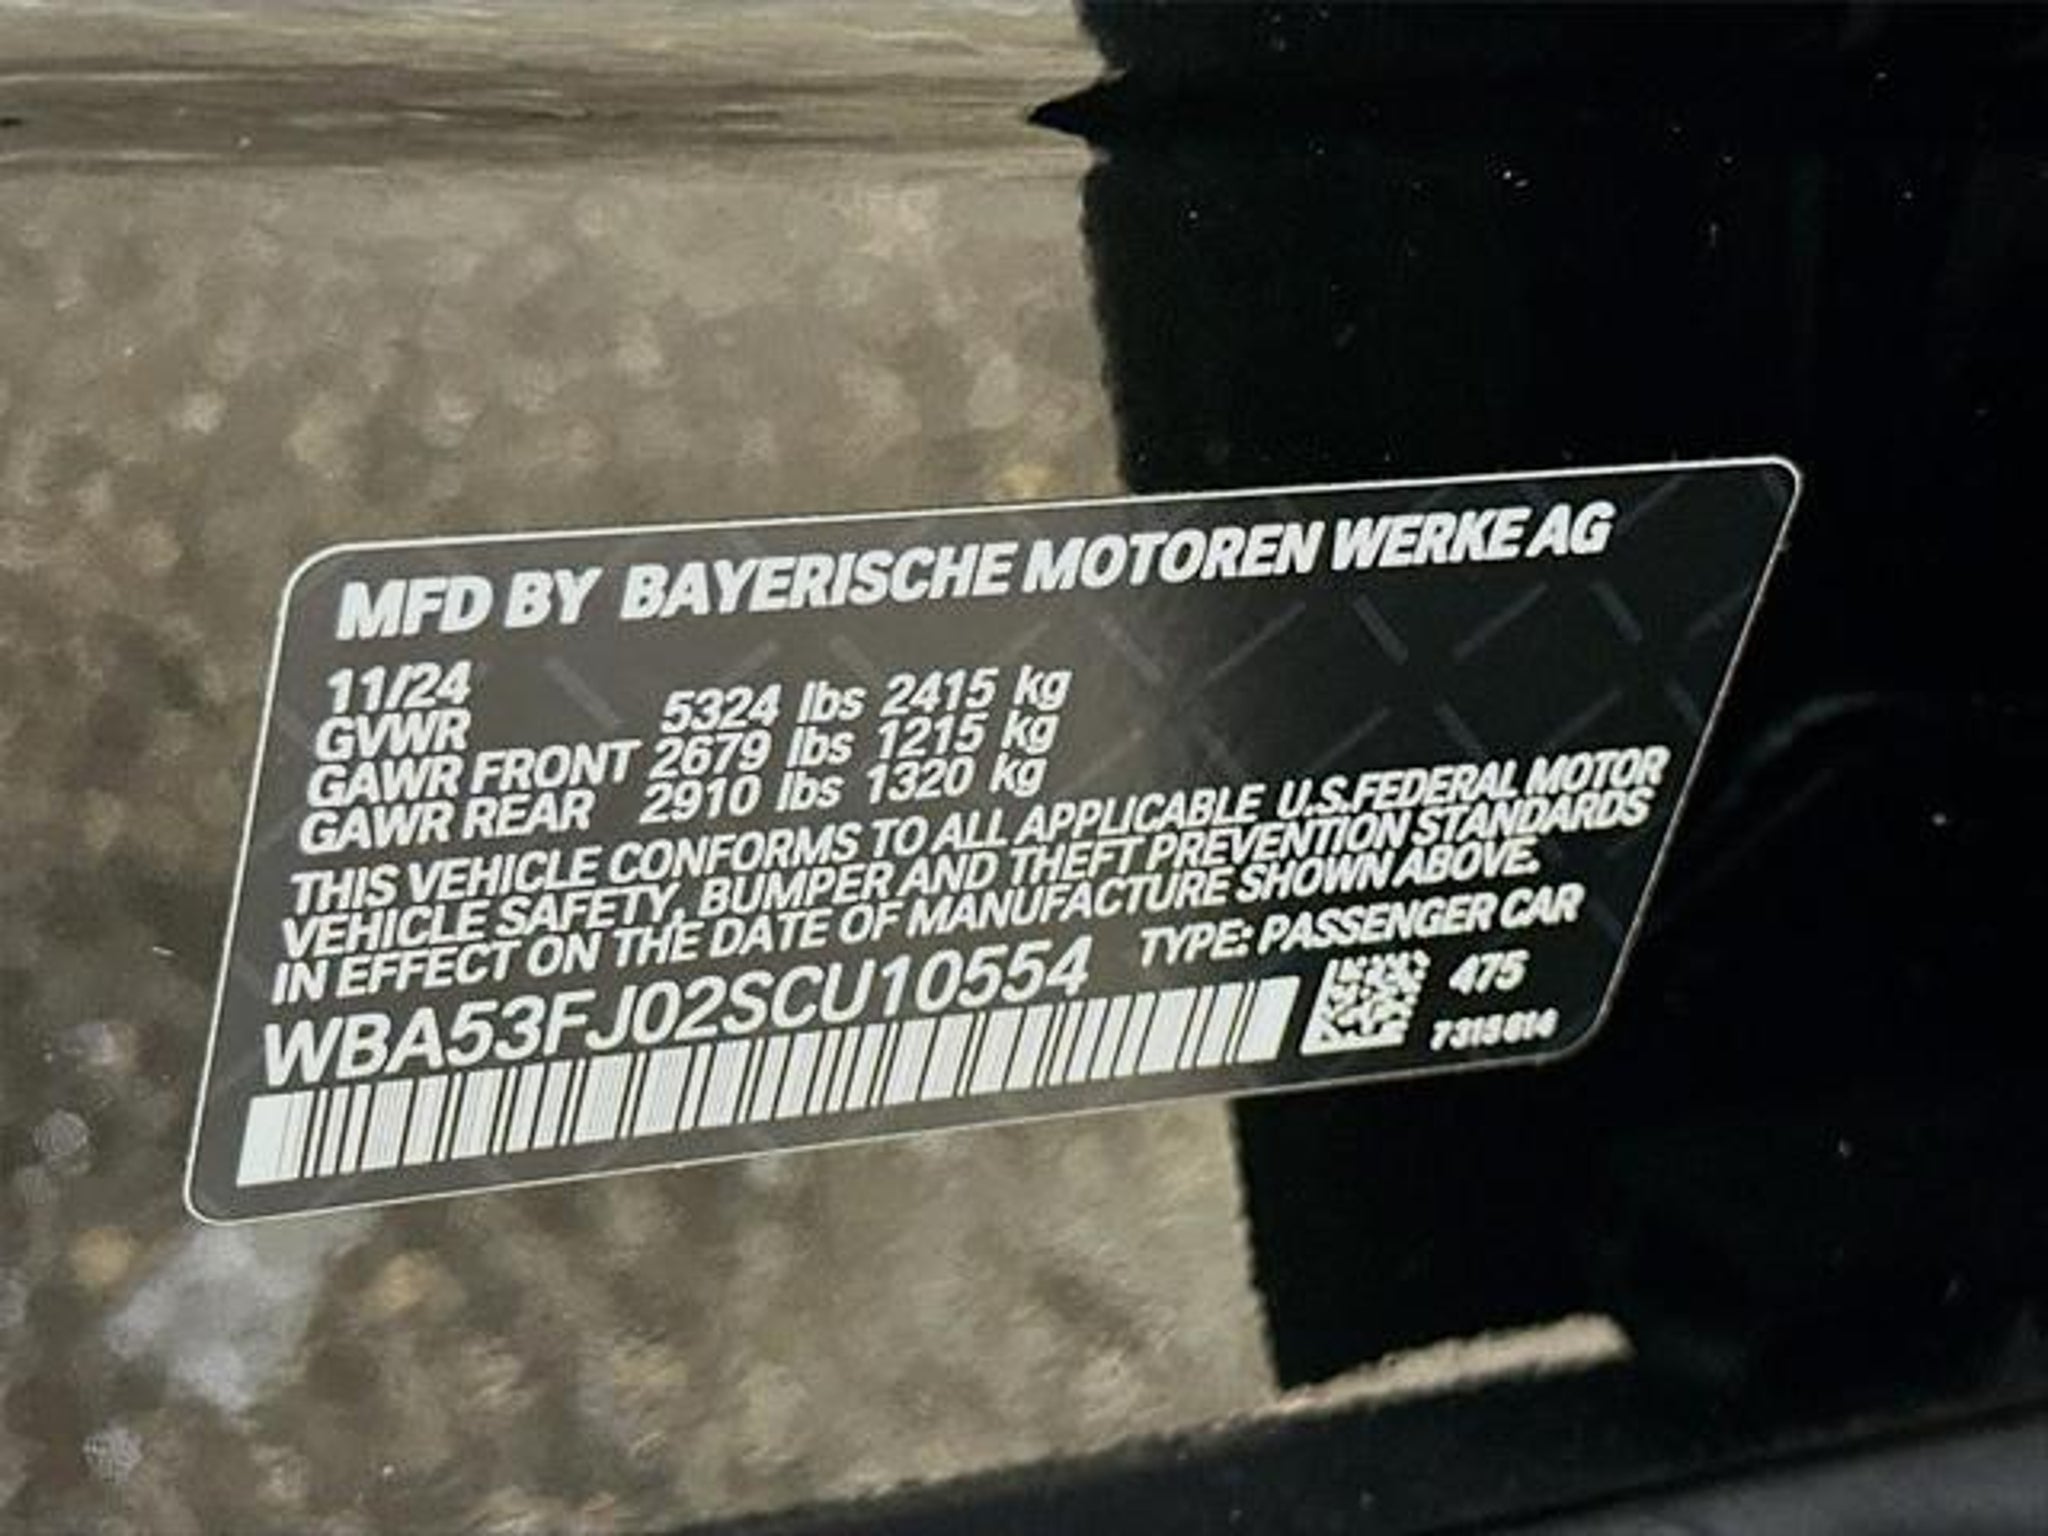 MFD BY BAYERISCHE MOTOREN WERKE AG
11/24
GVWR 5324 lbs 2415 kg
GAWR FRONT 2679 lbs 1215 kg
GAWR REAR 2910 lbs 1320 kg
THIS VEHICLE CONFORMS TO ALL APPLICABLE U.S.FEDERAL MOTOR
VEHICLE SAFETY, BUMPER AND THEFT PREVENTION STANDARDS
IN EFFECT ON THE DATE OF MANUFACTURE SHOWN ABOVE.
WBA53FJ02SCU10554 TYPE: PASSENGER CAR
475